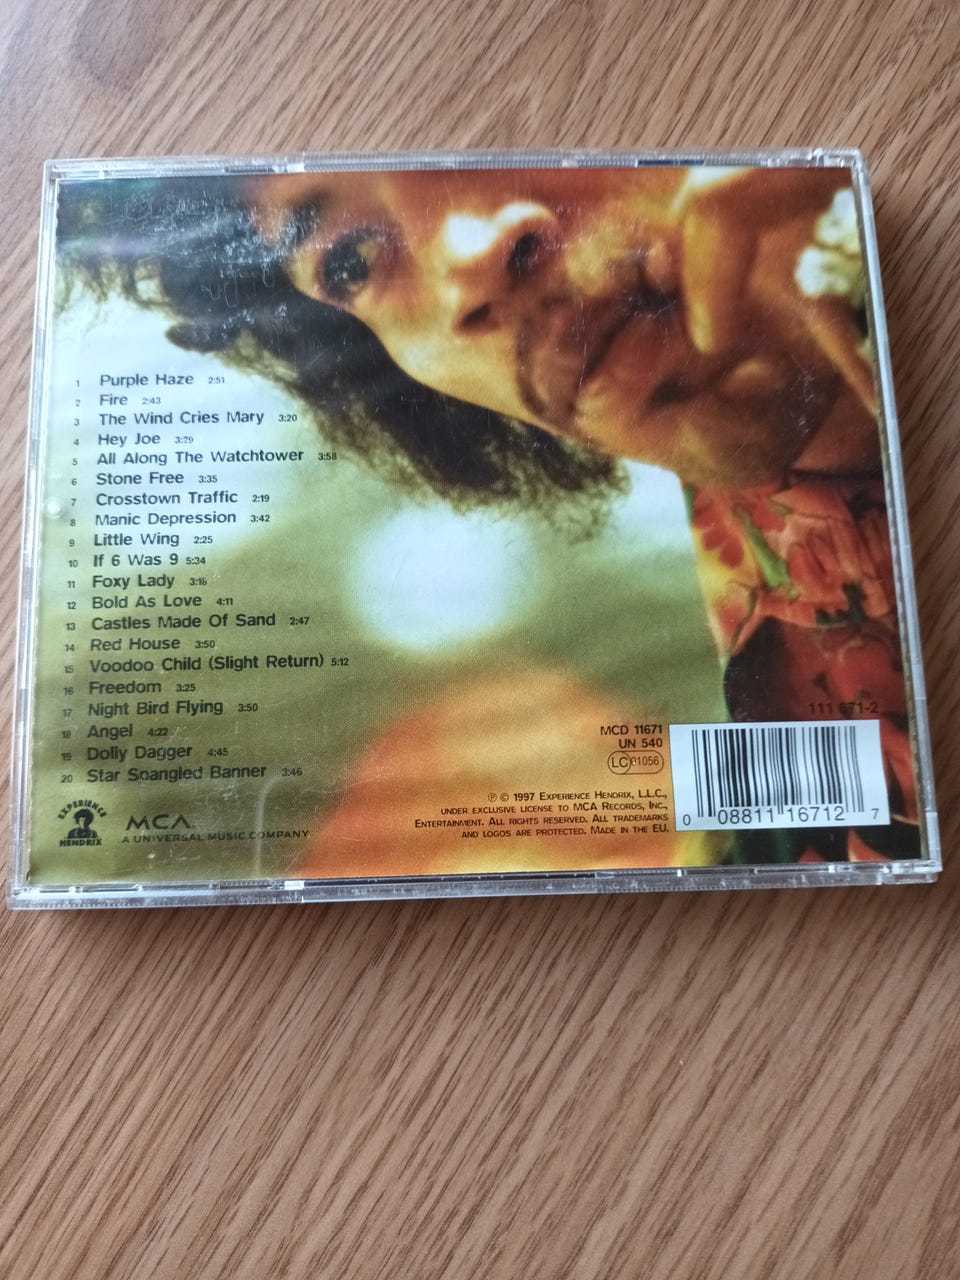 1 Purple Haze 2:51
2 Fire 2:43
3 The Wind Cries Mary 3:20
4 Hey Joe 3:29
5 All Along The Watchtower 3:58
6 Stone Free 3:35
7 Crosstown Traffic 2:19
8 Manic Depression 3:42
9 Little Wing 2:25
10 If 6 Was 9 5:34
11 Foxy Lady 3:18
12 Bold As Love 4:11
13 Castles Made Of Sand 2:47
14 Red House 3:50
15 Voodoo Child (Slight Return) 5:12
16 Freedom 3:25
17 Night Bird Flying 3:50
18 Angel 4:22
19 Dolly Dagger 4:45
20 Star Spangled Banner 3:46
EXPERIENCE
HENDRIX
MCA.
A UNIVERSAL MUSIC COMPANY
111 671-2
MCD 11671
UN 540
LC 01056
℗ © 1997 Experience Hendrix, L.L.C.,
under exclusive license to MCA Records, Inc.,
Entertainment. All rights reserved. All trademarks
and logos are protected. Made in the EU.
0 08811 16712 7